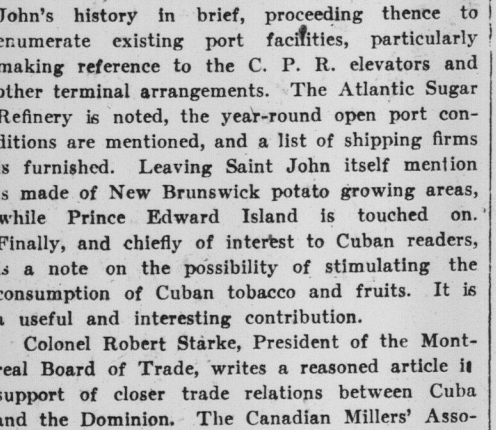 John's history in brief, proceeding thence to
enumerate existing port facilities, particularly
making reference to the C. P. R. elevators and
other terminal arrangements. The Atlantic Sugar
Refinery is noted, the year-round open port con-
ditions are mentioned, and a list of shipping firms
is furnished. Leaving Saint John itself mention
is made of New Brunswick potato growing areas,
while Prince Edward Island is touched on.
Finally, and chiefly of interest to Cuban readers,
is a note on the possibility of stimulating the
consumption of Cuban tobacco and fruits. It is
a useful and interesting contribution.
Colonel Robert Starke, President of the Mont-
real Board of Trade, writes a reasoned article in
support of closer trade relations between Cuba
and the Dominion. The Canadian Millers' Asso-